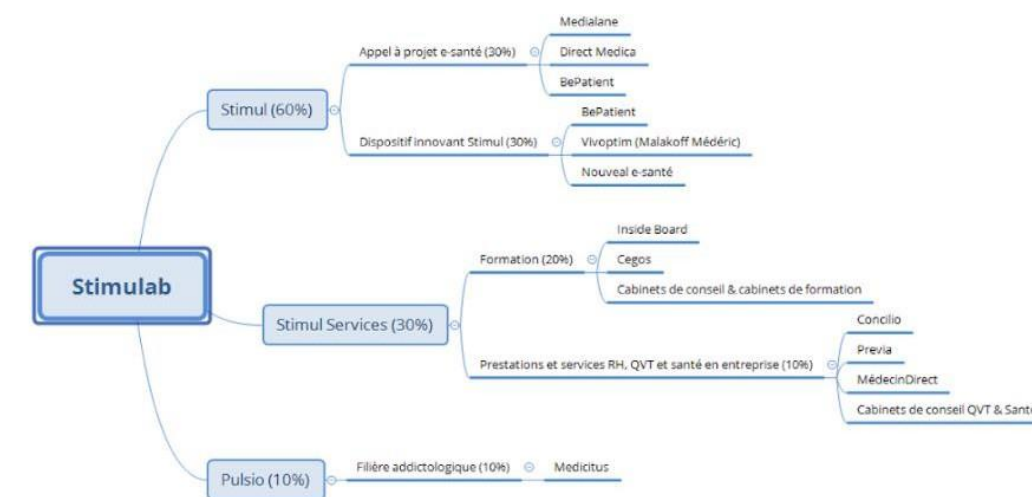 Stimulab
Stimul (60%)
Appel à projet e-santé (30%)
Medialane
Direct Medica
BePatient
Dispositif innovant Stimul (30%)
BePatient
Vivoptim (Malakoff Médéric)
Nouveal e-santé
Stimul Services (30%)
Formation (20%)
Inside Board
Cegos
Cabinets de conseil & cabinets de formation
Prestations et services RH, QVT et santé en entreprise (10%)
Concilio
Previa
MédecinDirect
Cabinets de conseil QVT & Sant
Pulsio (10%)
Filière addictologique (10%)
Medicitus